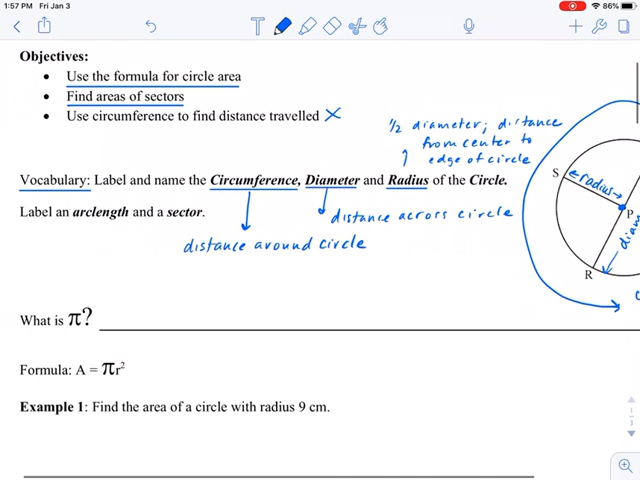 1:57 PM Fri Jan 3
86%
T
Objectives:
• Use the formula for circle area
• Find areas of sectors
• Use circumference to find distance travelled X
1/2 diameter; distance
from center to
edge of circle
Vocabulary: Label and name the Circumference, Diameter and Radius of the Circle.
Label an arclength and a sector.
distance across circle
distance around circle
S
radius
P
diam
R
What is π?
Formula: A = πr²
Example 1: Find the area of a circle with radius 9 cm.